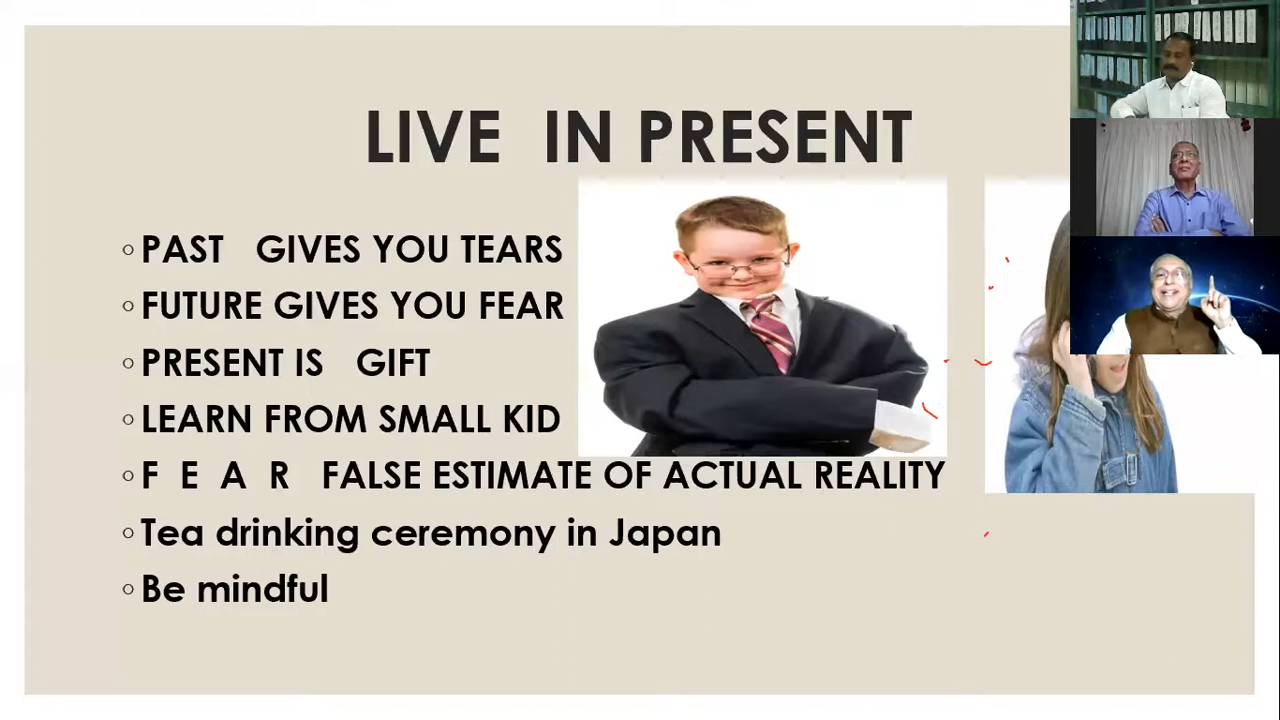 LIVE IN PRESENT
PAST GIVES YOU TEARS
FUTURE GIVES YOU FEAR
PRESENT IS GIFT
LEARN FROM SMALL KID
F E A R FALSE ESTIMATE OF ACTUAL REALITY
Tea drinking ceremony in Japan
Be mindful